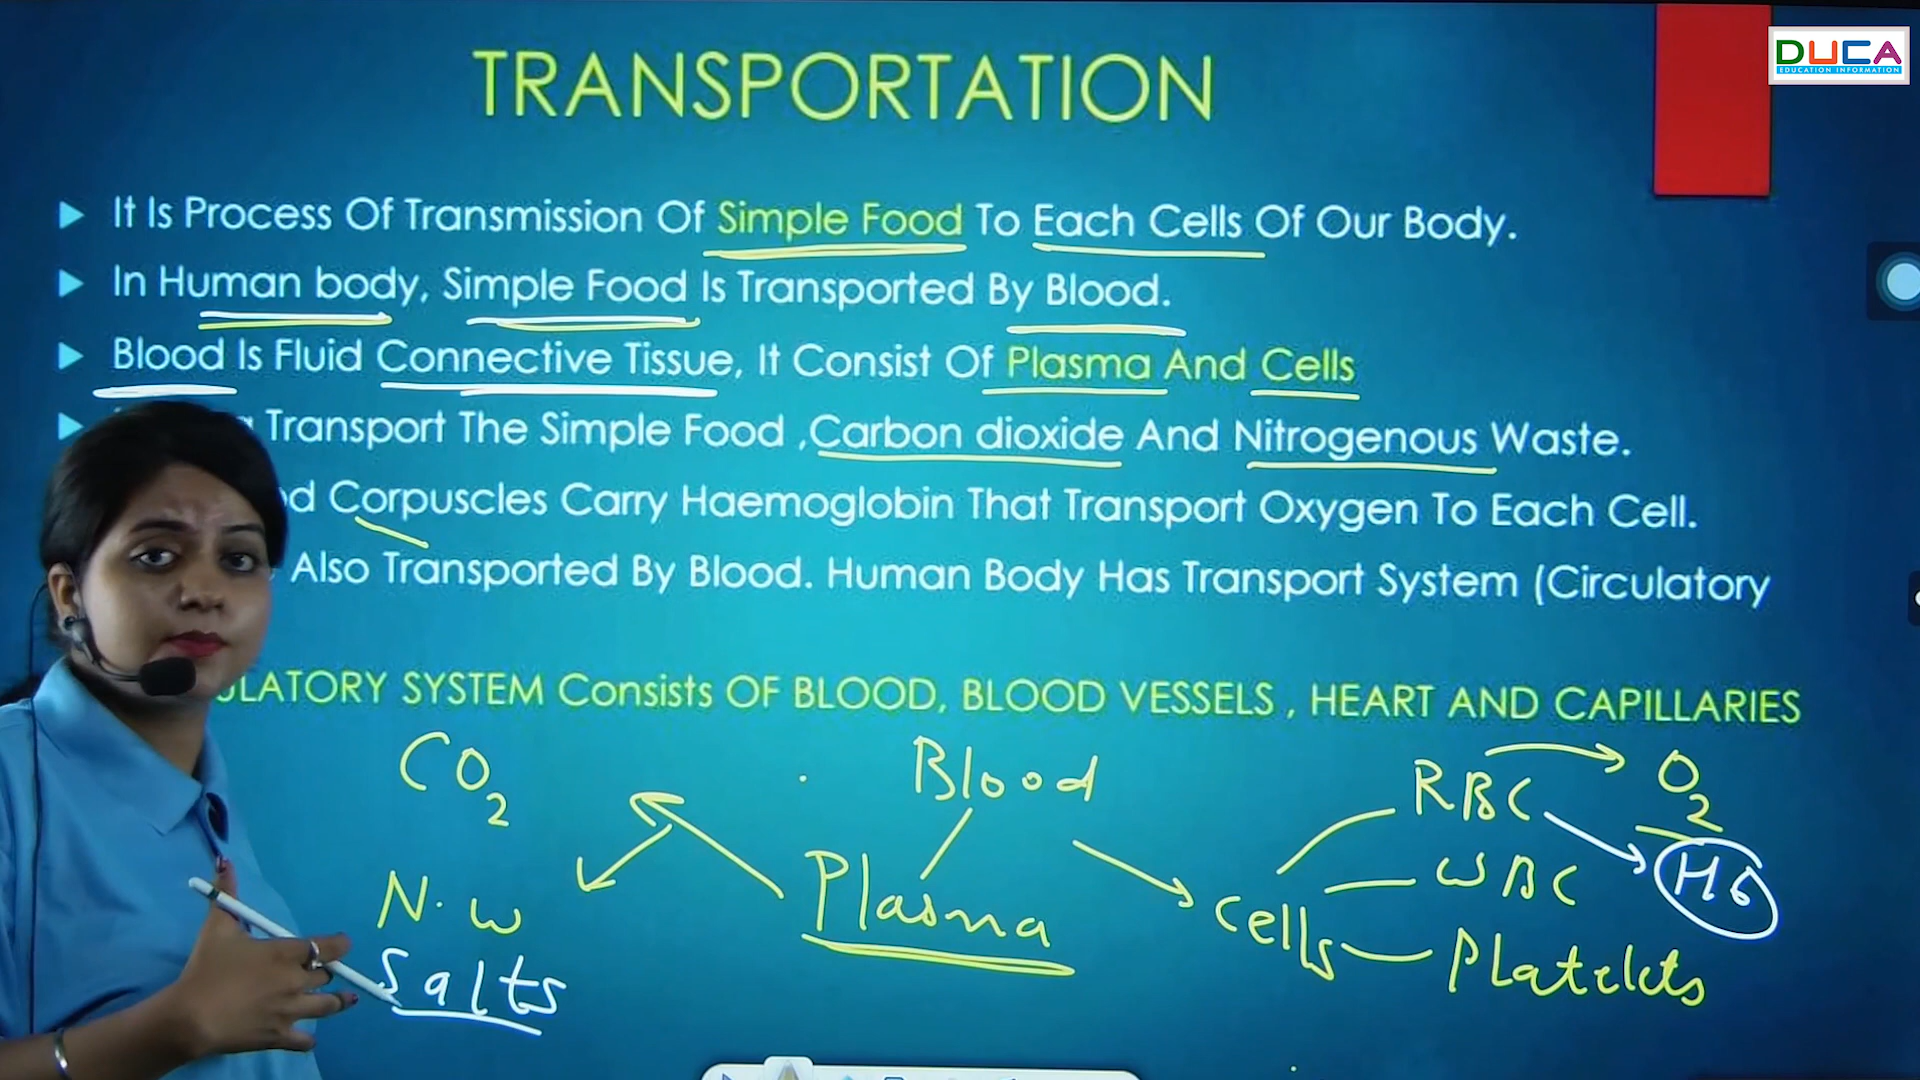 DUCA
EDUCATION INFORMATION
TRANSPORTATION
It Is Process Of Transmission Of Simple Food To Each Cells Of Our Body.
In Human body, Simple Food Is Transported By Blood.
Blood Is Fluid Connective Tissue, It Consist Of Plasma And Cells
Transport The Simple Food ,Carbon dioxide And Nitrogenous Waste.
Corpuscles Carry Haemoglobin That Transport Oxygen To Each Cell.
Also Transported By Blood. Human Body Has Transport System (Circulatory
SYSTEM Consists OF BLOOD, BLOOD VESSELS , HEART AND CAPILLARIES
CO2 Blood RBC O2
N.W Plasma Cells WBC Hb
Salts Platelets